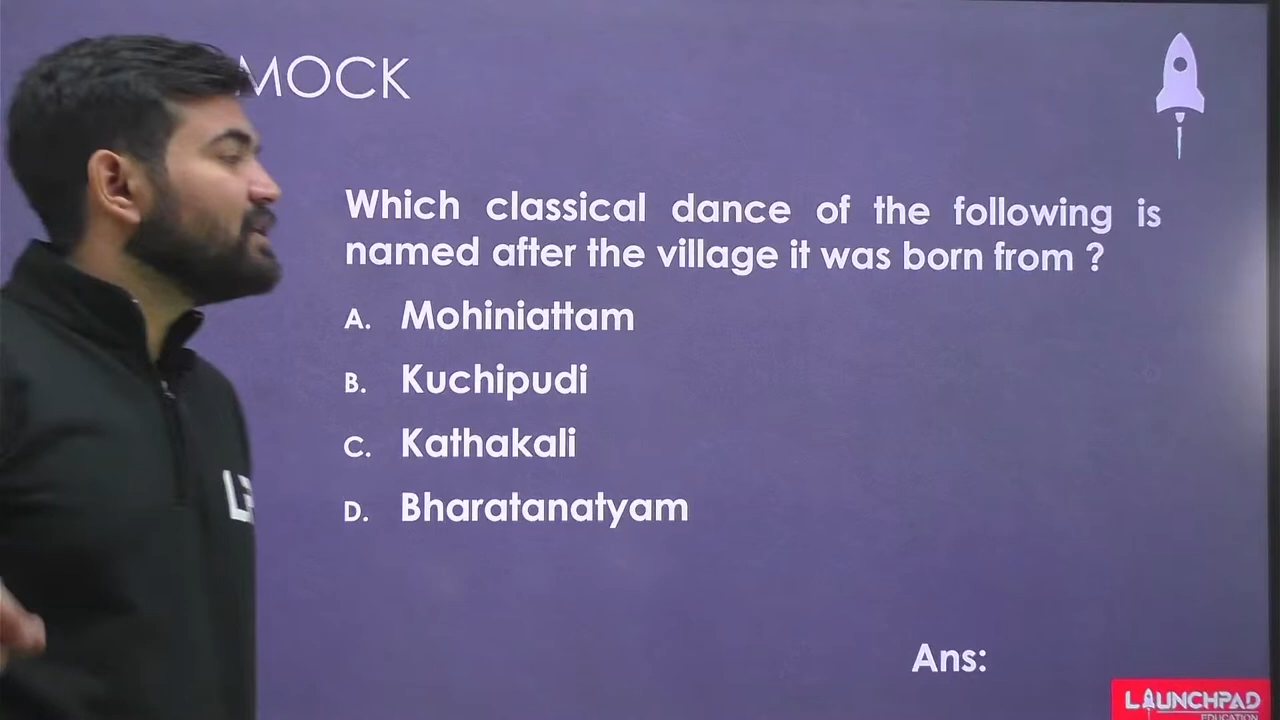 MOCK
Which classical dance of the following is
named after the village it was born from ?
A. Mohiniattam
B. Kuchipudi
C. Kathakali
D. Bharatanatyam
Ans:
LAUNCHPAD
EDUCATION